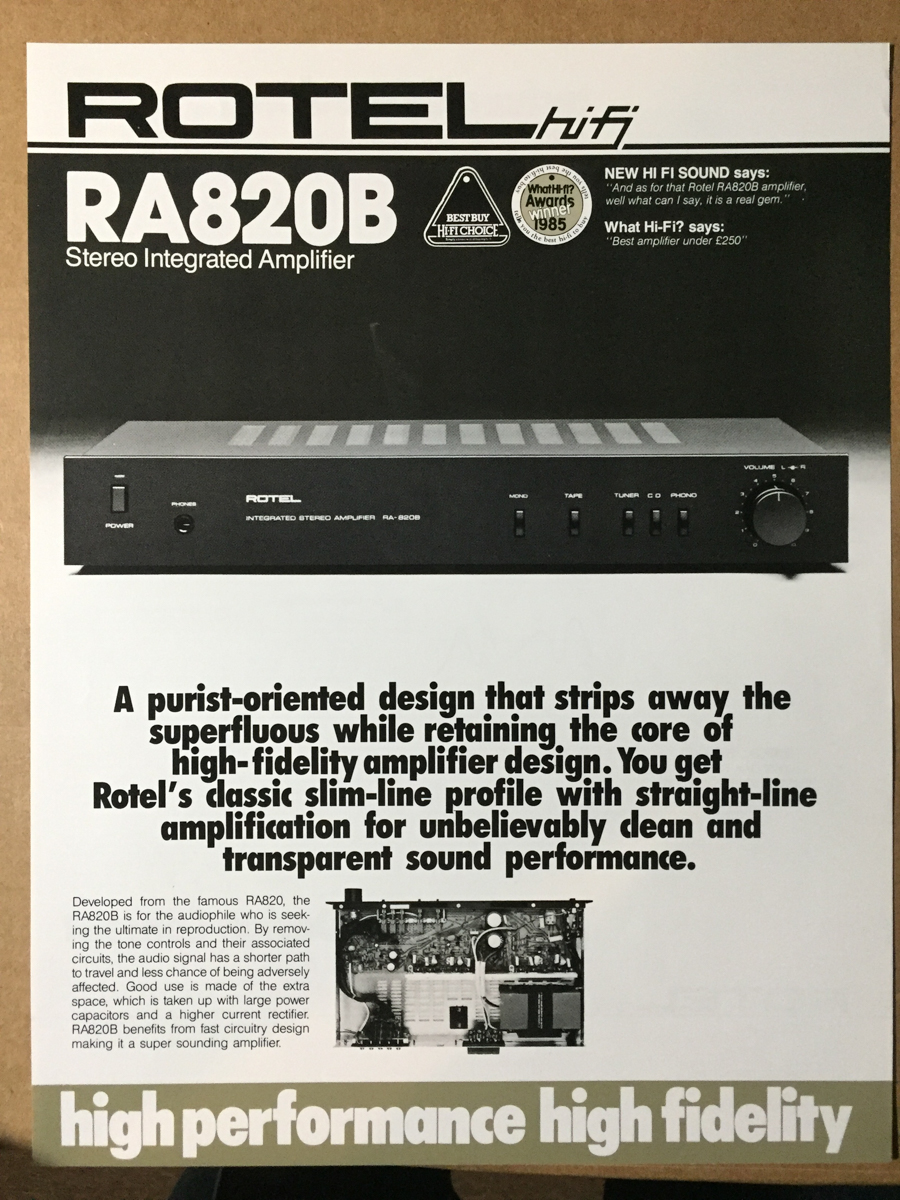 ROTEL hi-fi
RA820B
Stereo Integrated Amplifier
BEST BUY
HI-FI CHOICE
What HI-FI?
Awards
winner
1985
NEW HI FI SOUND says:
"And as for that Rotel RA820B amplifier,
well what can I say, it is a real gem."
What Hi-Fi? says:
"Best amplifier under £250"
POWER
PHONES
ROTEL
INTEGRATED STEREO AMPLIFIER RA-820B
MONO
TAPE
TUNER
CD
PHONO
VOLUME L R
A purist-oriented design that strips away the
superfluous while retaining the core of
high-fidelity amplifier design. You get
Rotel's classic slim-line profile with straight-line
amplification for unbelievably clean and
transparent sound performance.
Developed from the famous RA820, the
RA820B is for the audiophile who is seek-
ing the ultimate in reproduction. By remov-
ing the tone controls and their associated
circuits, the audio signal has a shorter path
to travel and less chance of being adversely
affected. Good use is made of the extra
space, which is taken up with large power
capacitors and a higher current rectifier.
RA820B benefits from fast circuitry design
making it a super sounding amplifier.
high performance high fidelity